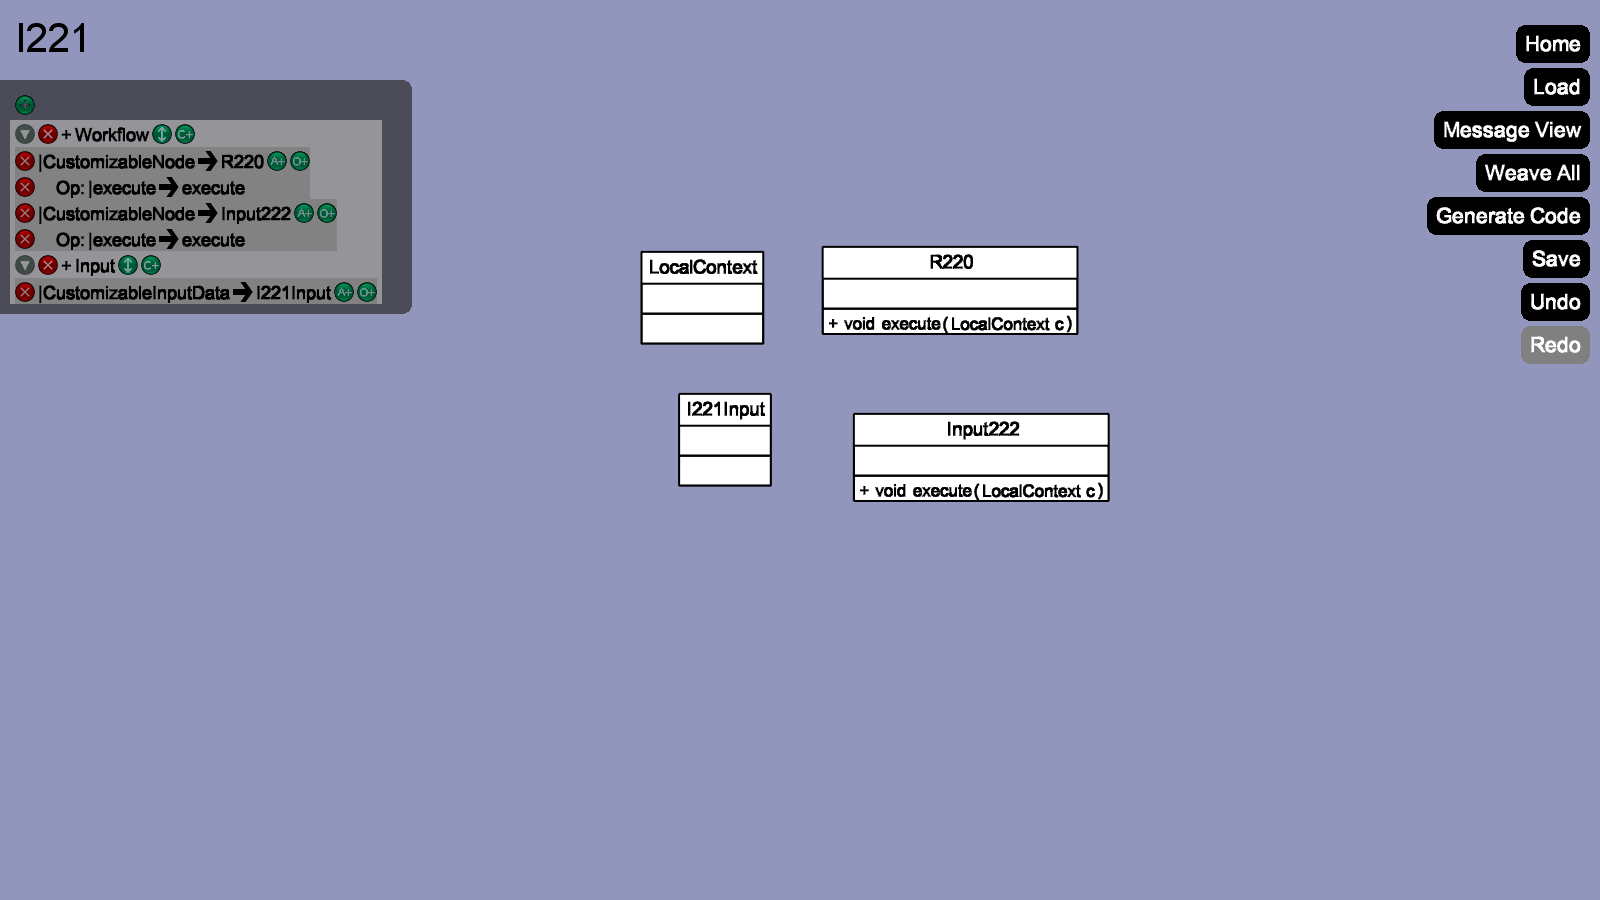 I221
+ Workflow C+
|CustomizableNode R220 A+ O+
Op: |execute execute
|CustomizableNode Input222 A+ O+
Op: |execute execute
+ Input C+
|CustomizableInputData I221Input A+ O+
LocalContext
R220
+ void execute(LocalContext c)
I221Input
Input222
+ void execute(LocalContext c)
Home
Load
Message View
Weave All
Generate Code
Save
Undo
Redo